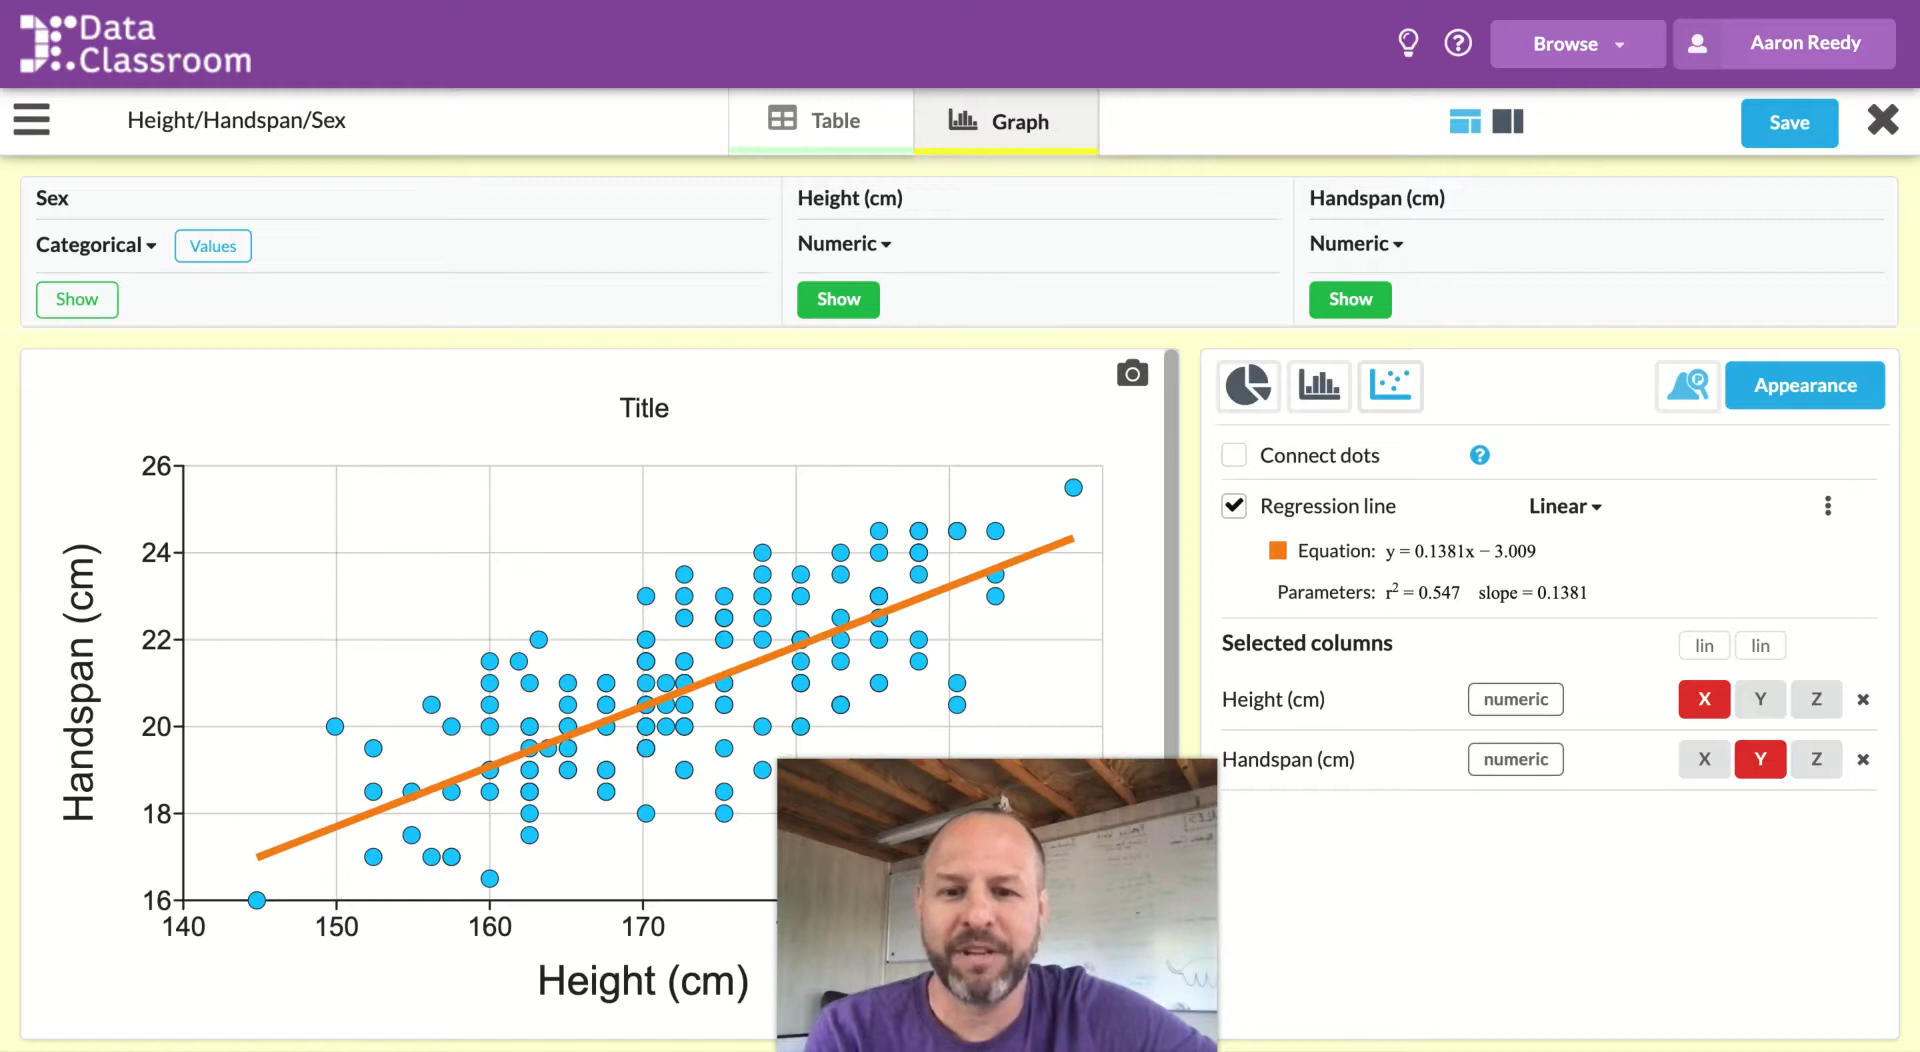 Data
Classroom
Browse
Aaron Reedy
Height/Handspan/Sex
Table
Graph
Save
Sex
Height (cm)
Handspan (cm)
Categorical
Values
Numeric
Numeric
Show
Show
Show
Title
26
24
22
20
18
16
140
150
160
170
Handspan (cm)
Height (cm)
Appearance
Connect dots
?
Regression line
Linear
Equation: y = 0.1381x − 3.009
Parameters: r² = 0.547 slope = 0.1381
Selected columns
lin
lin
Height (cm)
numeric
X
Y
Z
Handspan (cm)
numeric
X
Y
Z